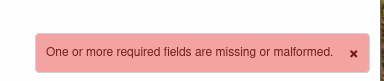 One or more required fields are missing or malformed. ×